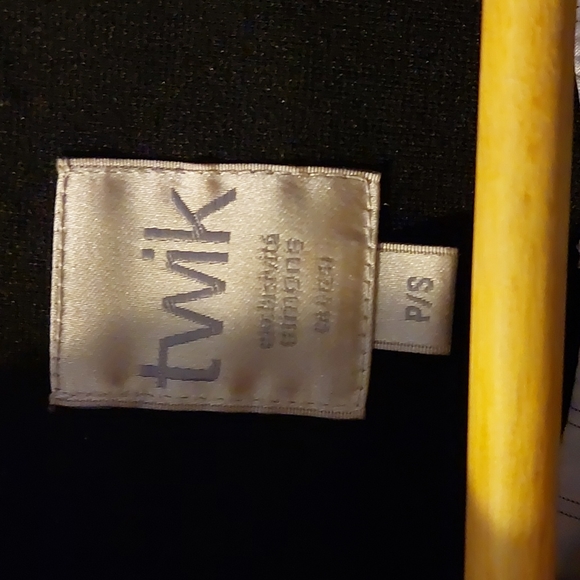 twik
exclusivité
simons
P/S